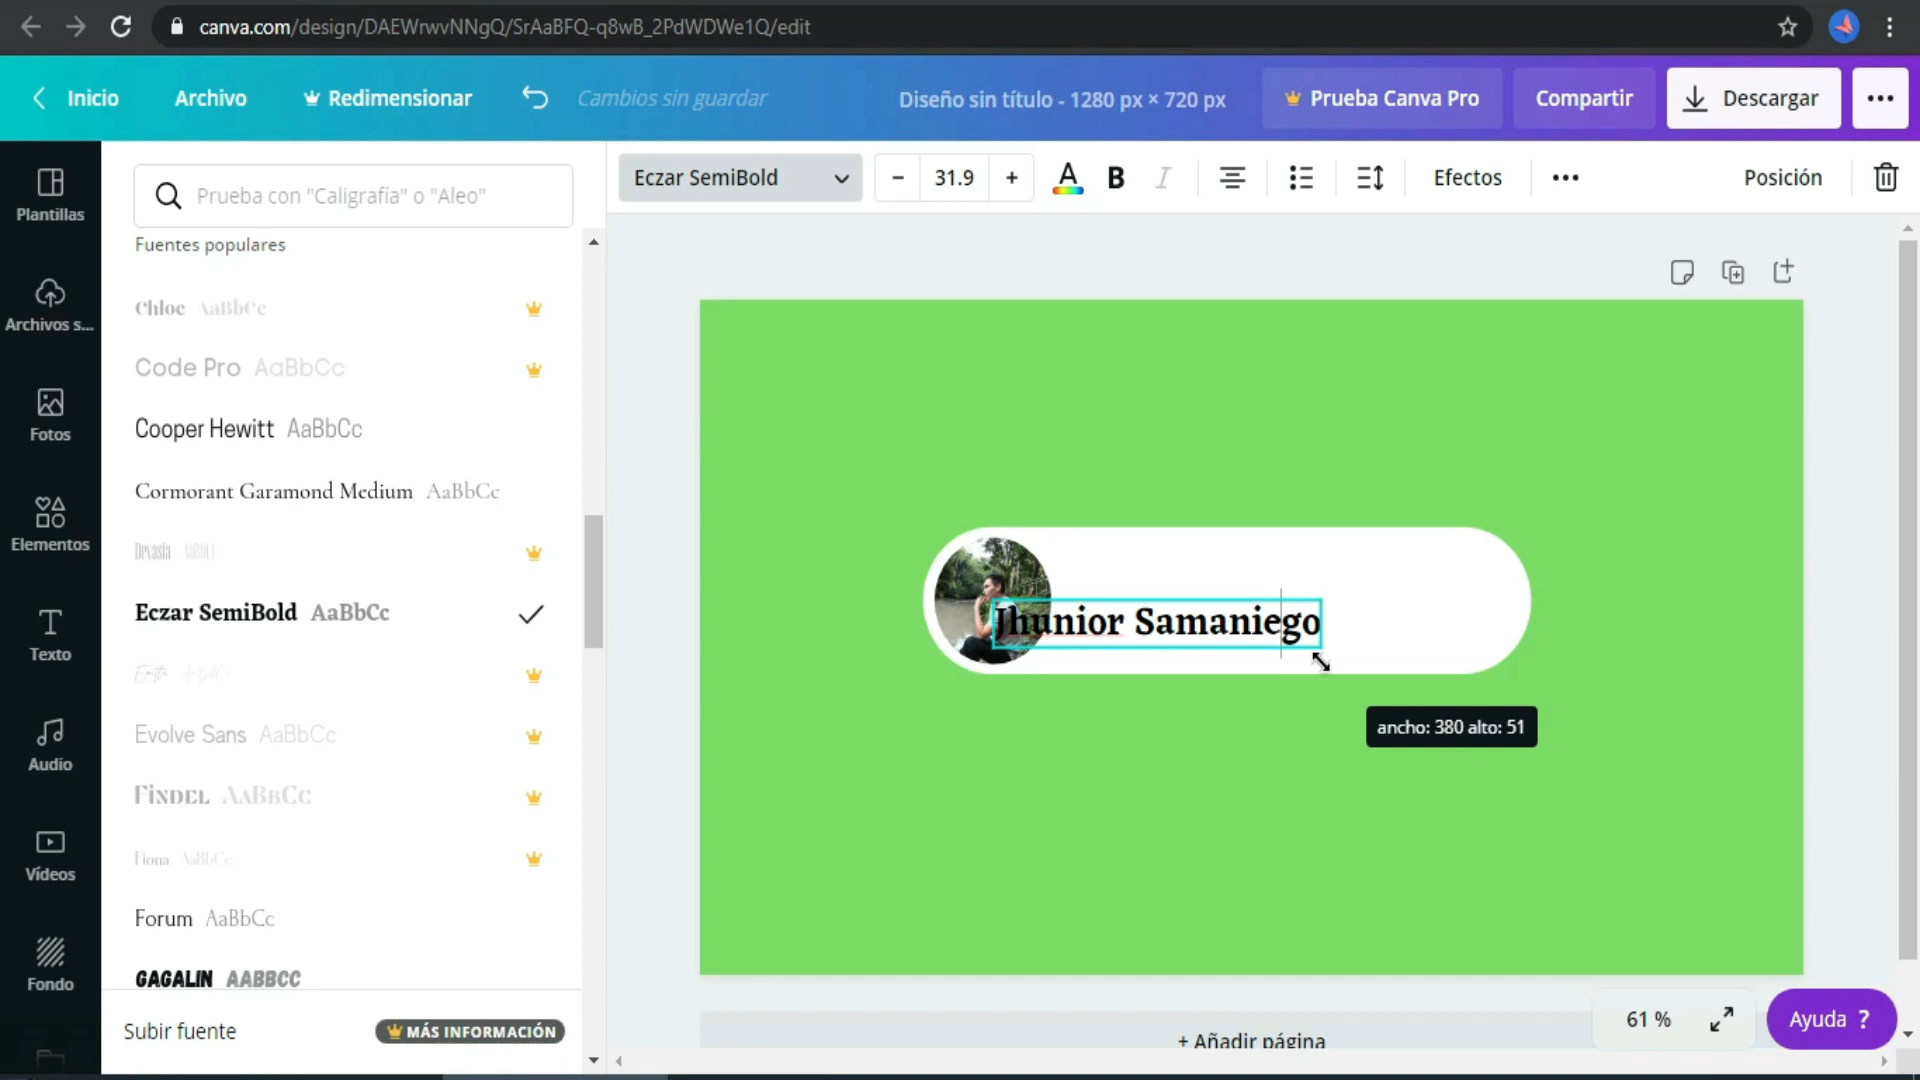 canva.com/design/DAEWrwvNNgQ/SrAaBFQ-q8wB_2PdWDWe1Q/edit
Inicio
Archivo
Redimensionar
Cambios sin guardar
Diseño sin título - 1280 px × 720 px
Prueba Canva Pro
Compartir
Descargar
Plantillas
Archivos s...
Fotos
Elementos
Texto
Audio
Vídeos
Fondo
Prueba con "Caligrafía" o "Aleo"
Fuentes populares
Chloe AaBbCc
Code Pro AaBbCc
Cooper Hewitt AaBbCc
Cormorant Garamond Medium AaBbCc
Eczar SemiBold AaBbCc
Evolve Sans AaBbCc
FINDEL AABBCC
Fiona AaBbCc
Forum AaBbCc
GAGALIN AABBCC
Subir fuente
MÁS INFORMACIÓN
Eczar SemiBold
– 31.9 +
A B I
Efectos
Posición
Jhunior Samaniego
ancho: 380 alto: 51
+ Añadir página
61 %
Ayuda ?